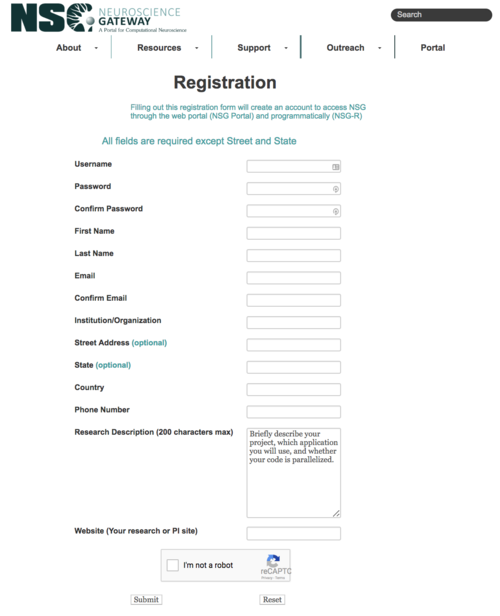 NSG NEUROSCIENCE
GATEWAY
A Portal for Computational Neuroscience
Search
About
Resources
Support
Outreach
Portal
Registration
Filling out this registration form will create an account to access NSG
through the web portal (NSG Portal) and programmatically (NSG-R)
All fields are required except Street and State
Username
Password
Confirm Password
First Name
Last Name
Email
Confirm Email
Institution/Organization
Street Address (optional)
State (optional)
Country
Phone Number
Research Description (200 characters max)
Briefly describe your
project, which application
you will use, and whether
your code is parallelized.
Website (Your research or PI site)
I'm not a robot
reCAPTC
Privacy - Terms
Submit
Reset